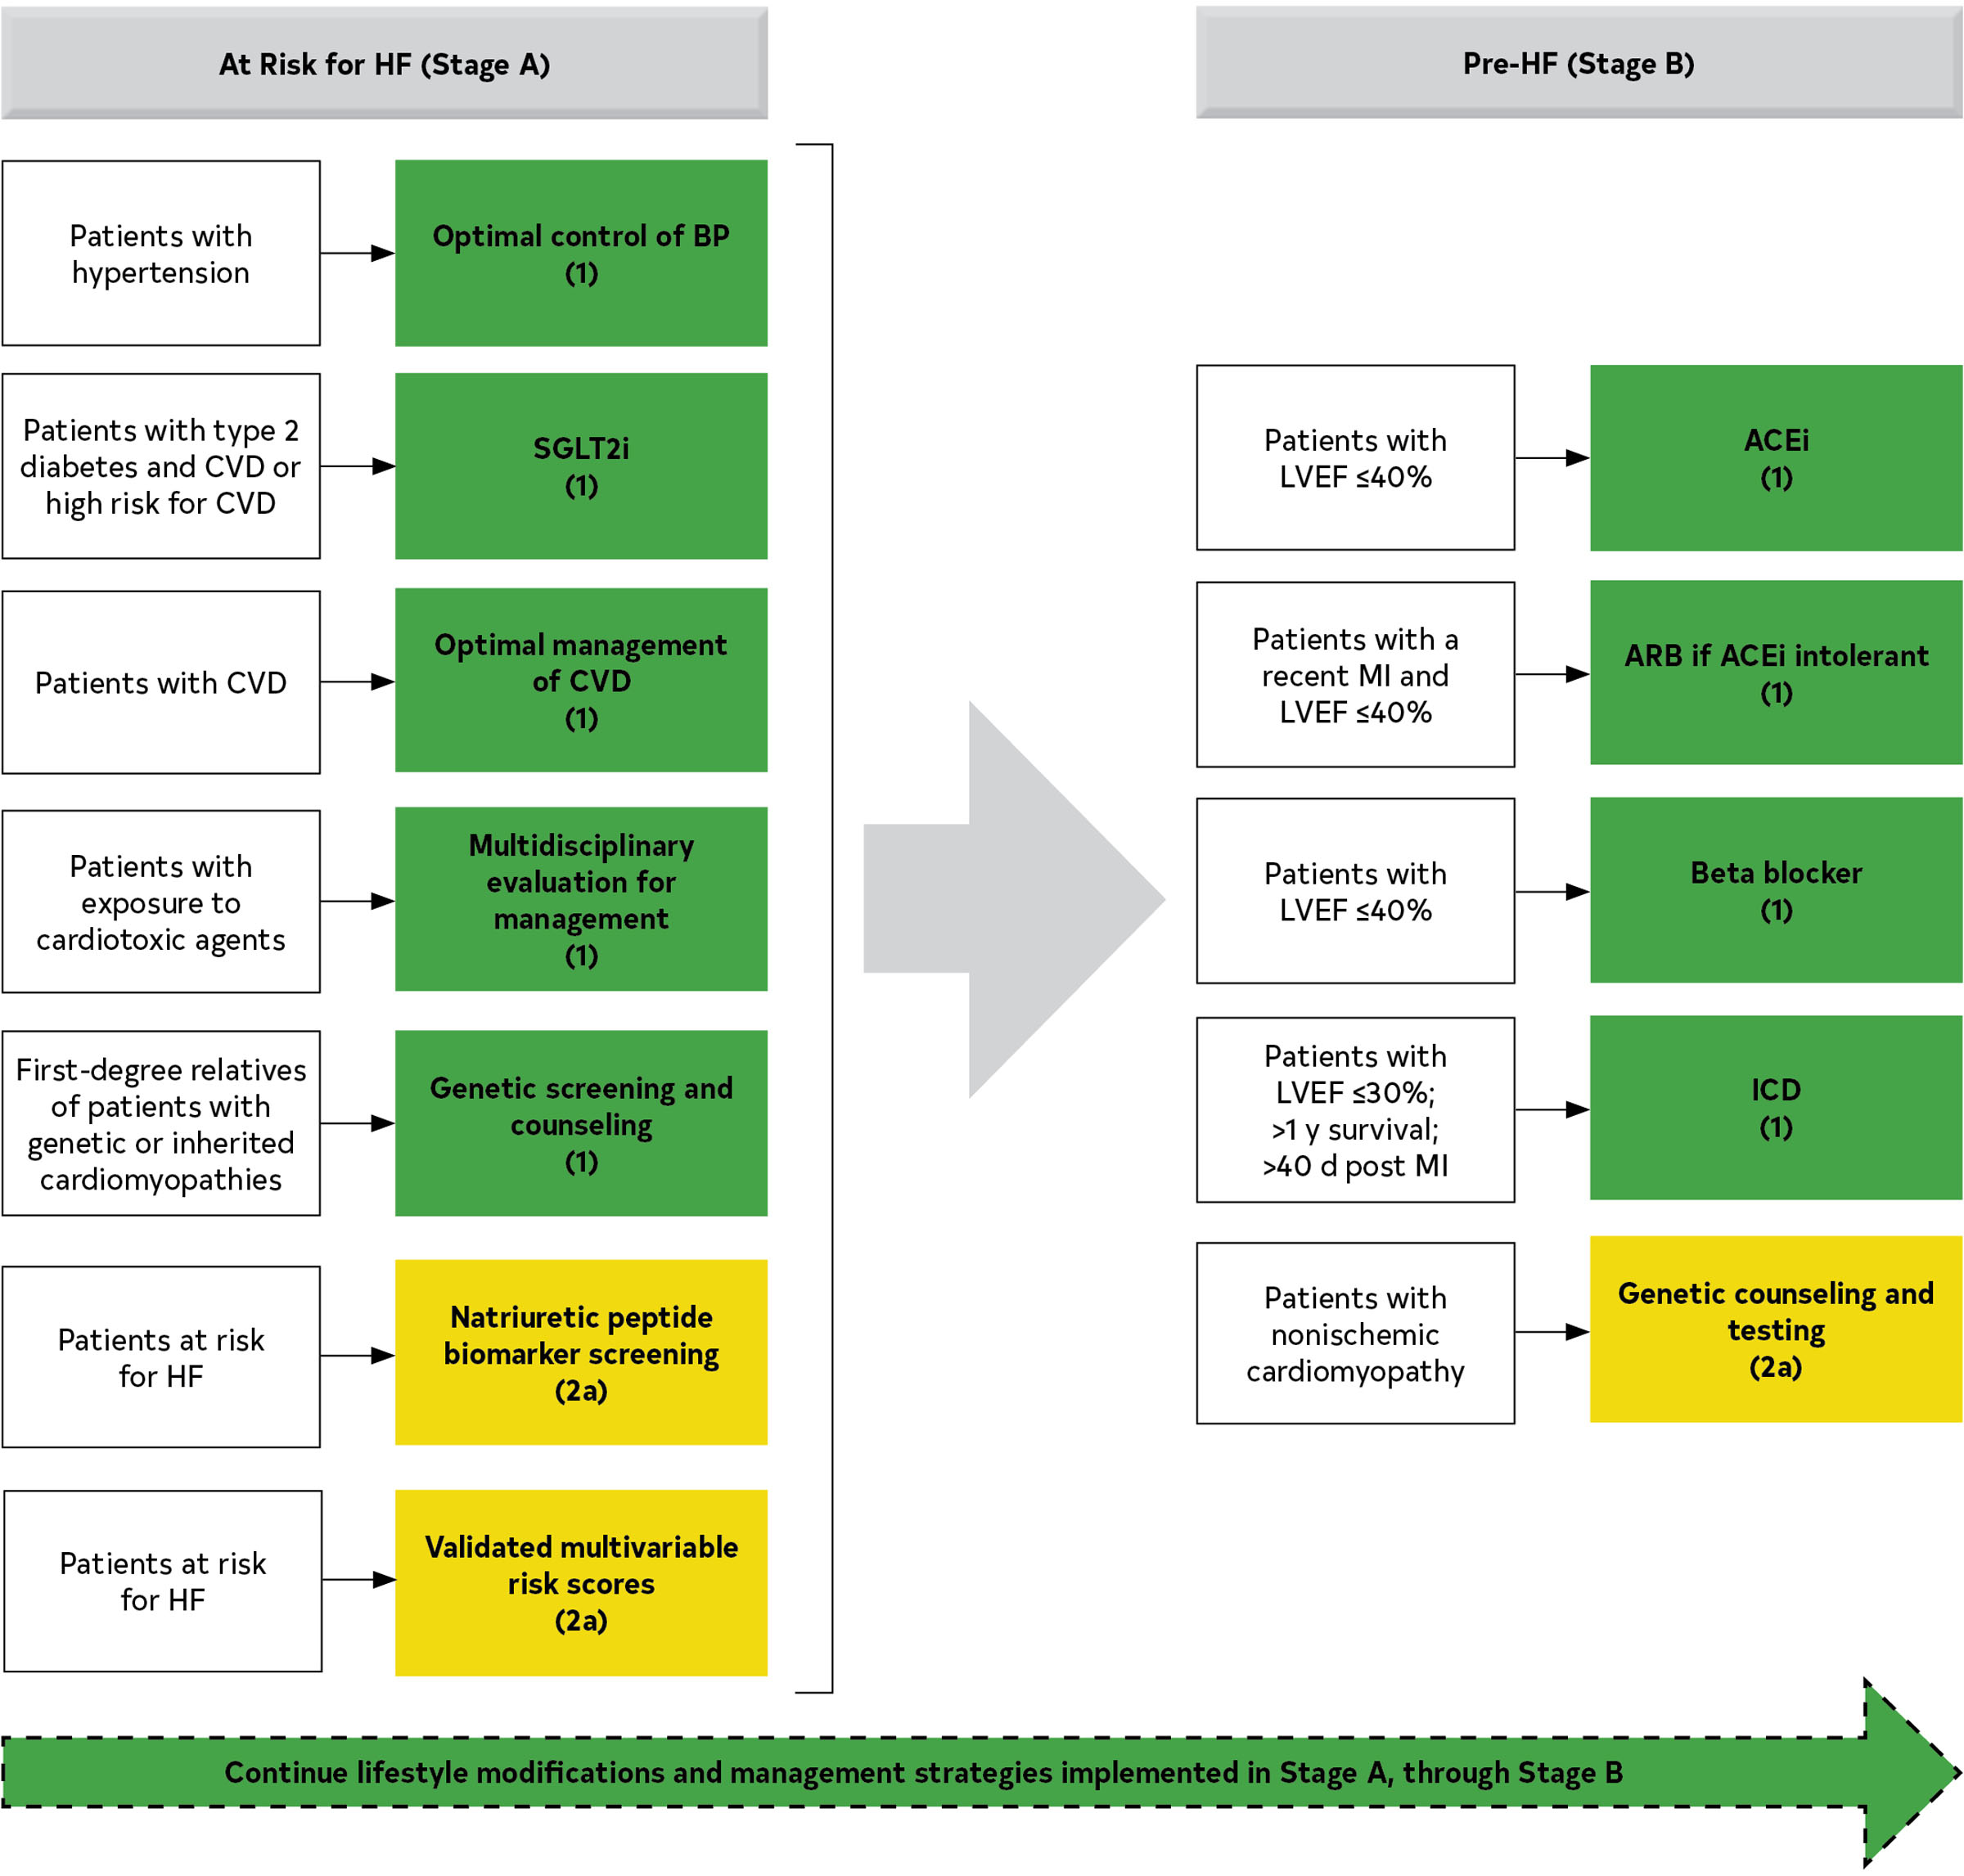 At Risk for HF (Stage A)
Patients with
hypertension
Optimal control of BP
(1)
Patients with type 2
diabetes and CVD or
high risk for CVD
SGLT2i
(1)
Patients with CVD
Optimal management
of CVD
(1)
Patients with
exposure to
cardiotoxic agents
Multidisciplinary
evaluation for
management
(1)
First-degree relatives
of patients with
genetic or inherited
cardiomyopathies
Genetic screening and
counseling
(1)
Patients at risk
for HF
Natriuretic peptide
biomarker screening
(2a)
Patients at risk
for HF
Validated multivariable
risk scores
(2a)
Pre-HF (Stage B)
Patients with
LVEF ≤40%
ACEi
(1)
Patients with a
recent MI and
LVEF ≤40%
ARB if ACEi intolerant
(1)
Patients with
LVEF ≤40%
Beta blocker
(1)
Patients with
LVEF ≤30%;
>1 y survival;
>40 d post MI
ICD
(1)
Patients with
nonischemic
cardiomyopathy
Genetic counseling and
testing
(2a)
Continue lifestyle modifications and management strategies implemented in Stage A, through Stage B